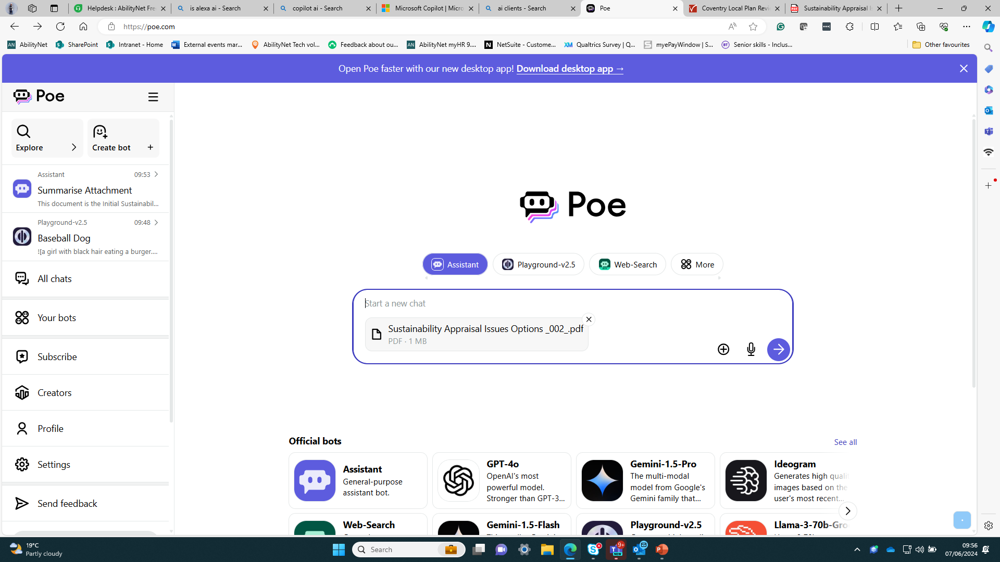 Helpdesk : AbilityNet Fre
is alexa ai - Search
copilot ai - Search
Microsoft Copilot | Micro
ai clients - Search
Poe
Coventry Local Plan Revi
Sustainability Appraisal I
https://poe.com
AbilityNet
SharePoint
Intranet - Home
External events mar...
AbilityNet Tech vol...
Feedback about ou...
AbilityNet myHR 9....
NetSuite - Custome...
Qualtrics Survey | Q...
myePayWindow | S...
Senior skills - Inclus...
Other favourites
Open Poe faster with our new desktop app! Download desktop app →
Poe
Explore
Create bot
Assistant 09:53
Summarise Attachment
This document is the Initial Sustainabil...
Playground-v2.5 09:48
Baseball Dog
![a girl with black hair eating a burger....
All chats
Your bots
Subscribe
Creators
Profile
Settings
Send feedback
Poe
Assistant
Playground-v2.5
Web-Search
More
Start a new chat
Sustainability Appraisal Issues Options _002_.pdf
PDF · 1 MB
Official bots
See all
Assistant
General-purpose
assistant bot.
GPT-4o
OpenAI's most
powerful model.
Stronger than GPT-3...
Gemini-1.5-Pro
The multi-modal
model from Google's
Gemini family that...
Ideogram
Generates high quali
images based on the
user's most recent...
Web-Search
Gemini-1.5-Flash
Playground-v2.5
Llama-3-70b-Gro
19°C
Partly cloudy
Search
9+
NEW
09:56
07/06/2024